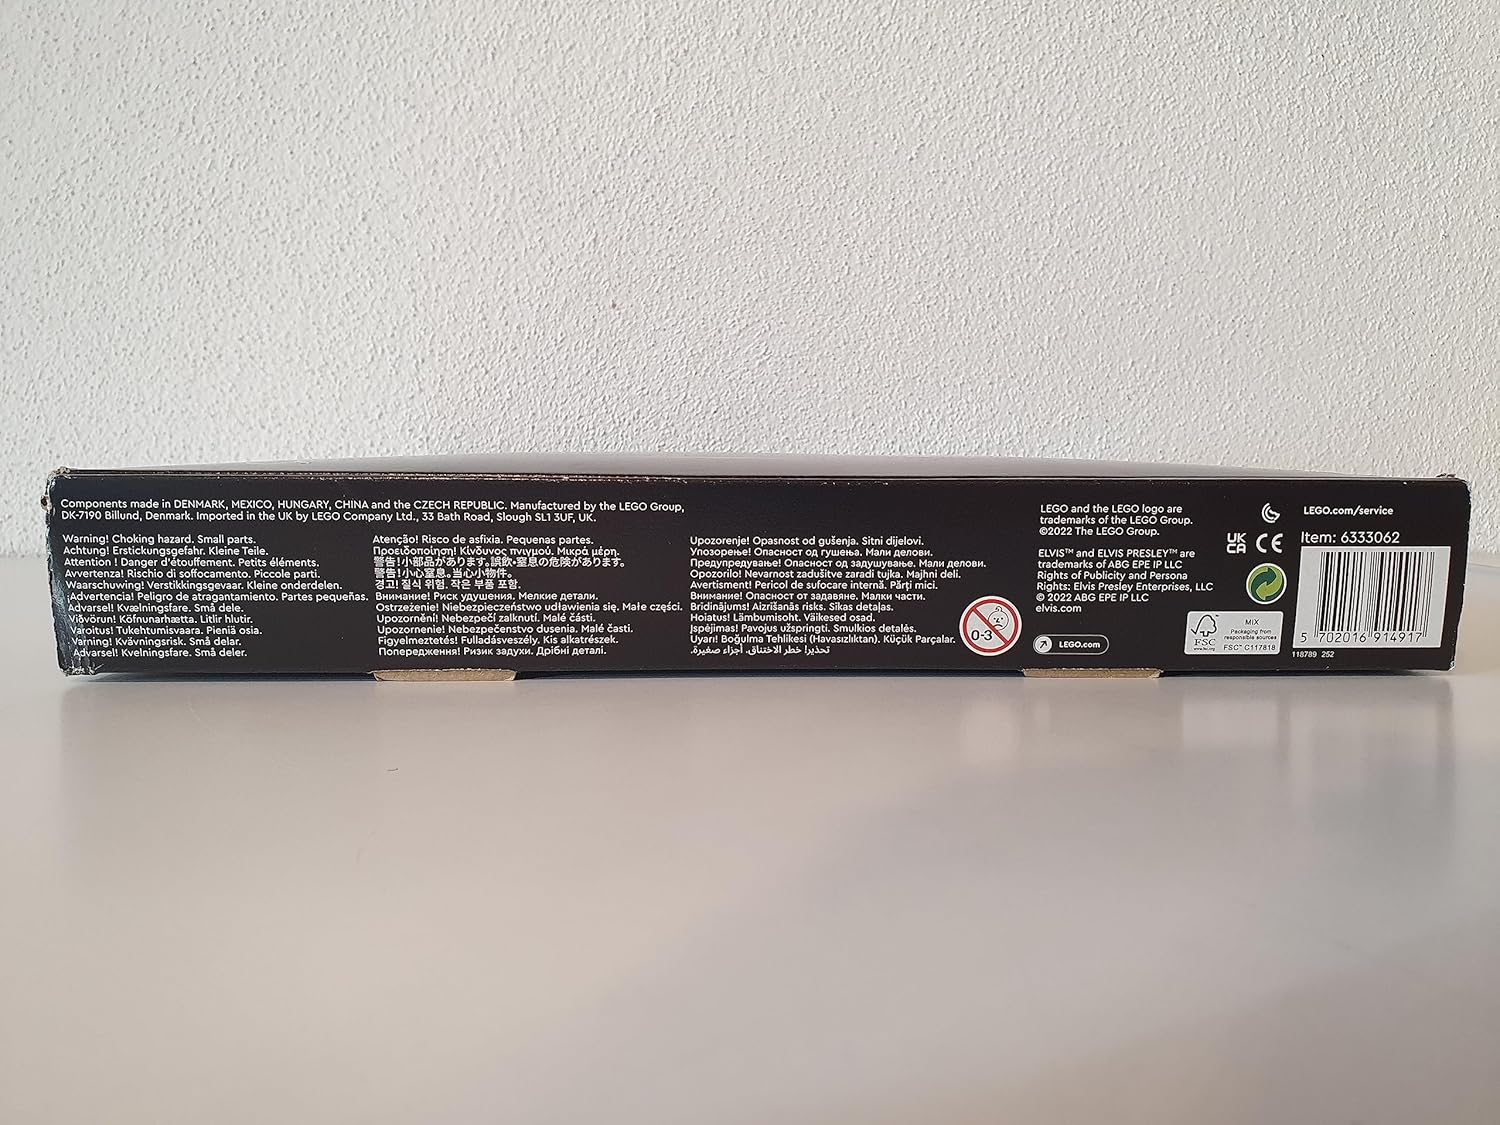 Components made in DENMARK, MEXICO, HUNGARY, CHINA and the CZECH REPUBLIC. Manufactured by the LEGO Group,
DK-7190 Billund, Denmark. Imported in the UK by LEGO Company Ltd., 33 Bath Road, Slough SL1 3UF, UK.
Warning! Choking hazard. Small parts.
Achtung! Erstickungsgefahr. Kleine Teile.
Attention ! Danger d'étouffement. Petits éléments.
Avvertenza! Rischio di soffocamento. Piccole parti.
Waarschuwing! Verstikkingsgevaar. Kleine onderdelen.
¡Advertencia! Peligro de atragantamiento. Partes pequeñas.
Advarsel! Kvælningsfare. Små dele.
Viðvörun! Köfnunarhætta. Litlir hlutir.
Varoitus! Tukehtumisvaara. Pieniä osia.
Varning! Kvävningsrisk. Små delar.
Advarsel! Kvelningsfare. Små deler.
Atenção! Risco de asfixia. Pequenas partes.
Προειδοποίηση! Κίνδυνος πνιγμού. Μικρά μέρη.
警告!小部品があります。誤飲・窒息の危険があります。
警告!小心窒息。当心小物件。
경고! 질식 위험. 작은 부품 포함.
Внимание! Риск удушения. Мелкие детали.
Ostrzeżenie! Niebezpieczeństwo udławienia się. Małe części.
Upozornění! Nebezpečí zalknutí. Malé části.
Upozornenie! Nebezpečenstvo dusenia. Malé časti.
Figyelmeztetés! Fulladásveszély. Kis alkatrészek.
Попередження! Ризик задухи. Дрібні деталі.
Upozorenje! Opasnost od gušenja. Sitni dijelovi.
Упозорење! Опасност од гушења. Мали делови.
Предупредување! Опасност од задушување. Мали делови.
Opozorilo! Nevarnost zadušitve zaradi tujka. Majhni deli.
Avertisment! Pericol de sufocare internă. Părți mici.
Внимание! Опасност от задавяне. Малки части.
Brīdinājums! Aizrīšanās risks. Sīkas detaļas.
Hoiatus! Lämbumisoht. Väikesed osad.
Įspėjimas! Pavojus užspringti. Smulkios detalės.
Uyarı! Boğulma Tehlikesi (Havasızlıktan). Küçük Parçalar.
تحذير! خطر الاختناق. أجزاء صغيرة.
0-3
LEGO and the LEGO logo are
trademarks of the LEGO Group.
©2022 The LEGO Group.
ELVIS™ and ELVIS PRESLEY™ are
trademarks of ABG EPE IP LLC
Rights of Publicity and Persona
Rights: Elvis Presley Enterprises, LLC
© 2022 ABG EPE IP LLC
elvis.com
LEGO.com
UK
CA
CE
FSC
www.fsc.org
MIX
Packaging from
responsible sources
FSC™ C117818
LEGO.com/service
Item: 6333062
5 702016 914917
118789 252